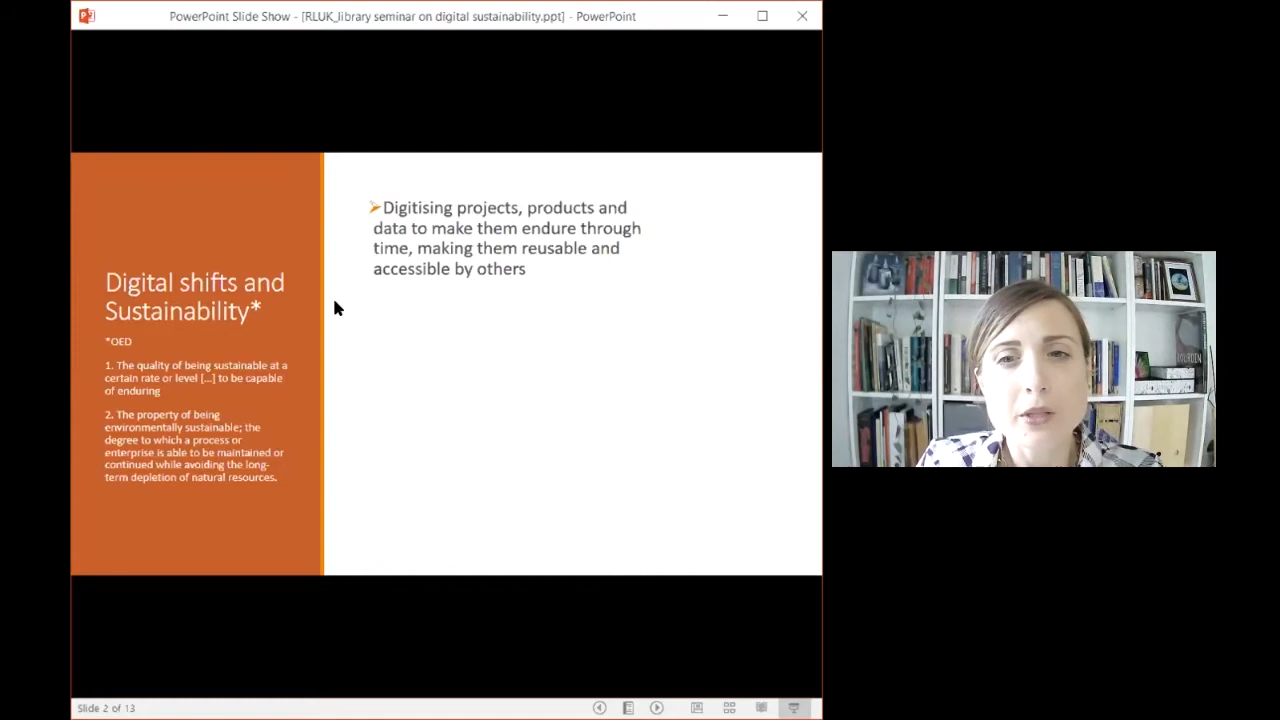 PowerPoint Slide Show - [RLUK_library seminar on digital sustainability.ppt] - PowerPoint
Digital shifts and
Sustainability*
*OED
1. The quality of being sustainable at a
certain rate or level [...] to be capable
of enduring
2. The property of being
environmentally sustainable; the
degree to which a process or
enterprise is able to be maintained or
continued while avoiding the long-
term depletion of natural resources.
Digitising projects, products and
data to make them endure through
time, making them reusable and
accessible by others
BOURDIN
Slide 2 of 13